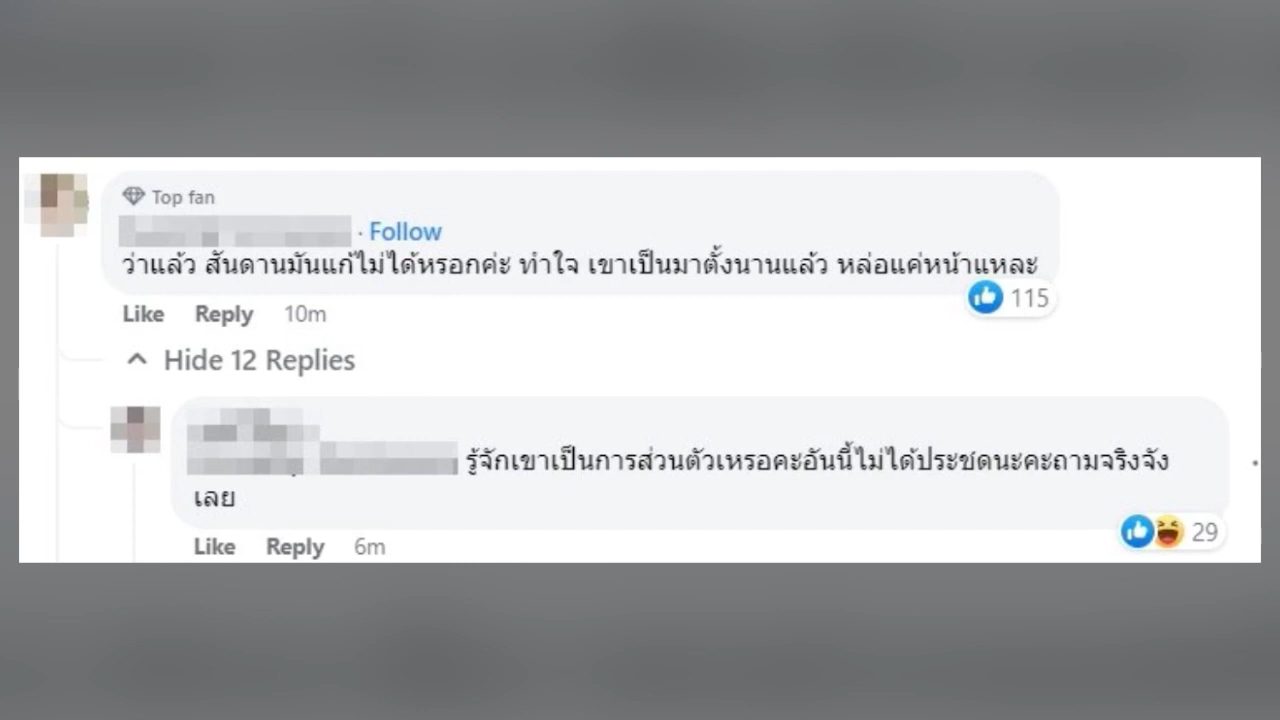 Top fan
· Follow
ว่าแล้ว สันดานมันแก้ไม่ได้หรอกค่ะ ทำใจ เขาเป็นมาตั้งนานแล้ว หล่อแค่หน้าแหละ
115
Like Reply 10m
Hide 12 Replies
รู้จักเขาเป็นการส่วนตัวเหรอคะอันนี้ไม่ได้ประชดนะคะถามจริงจัง
เลย
29
Like Reply 6m